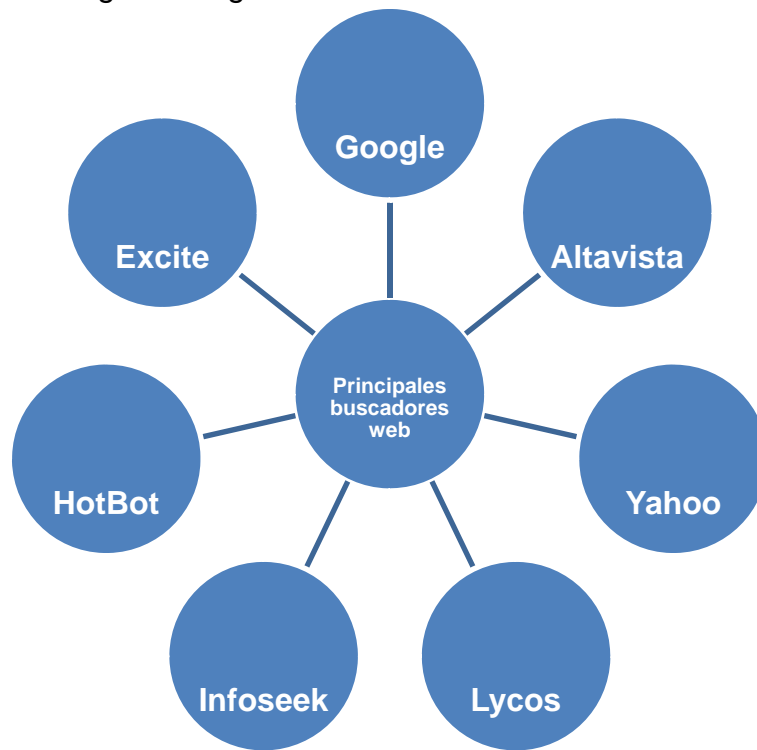 Google
Excite
Altavista
Principales
buscadores
web
HotBot
Yahoo
Infoseek
Lycos